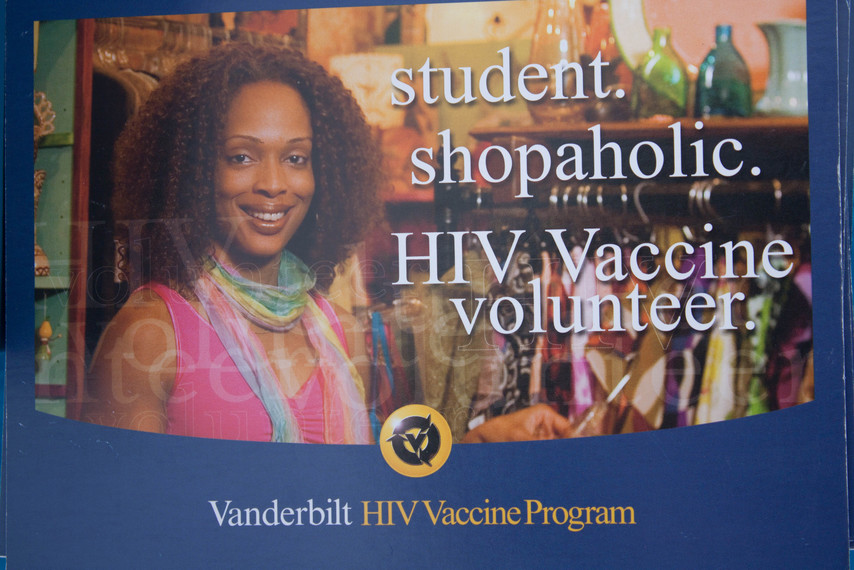 student.
shopaholic.
HIV Vaccine
volunteer.
Vanderbilt HIV Vaccine Program